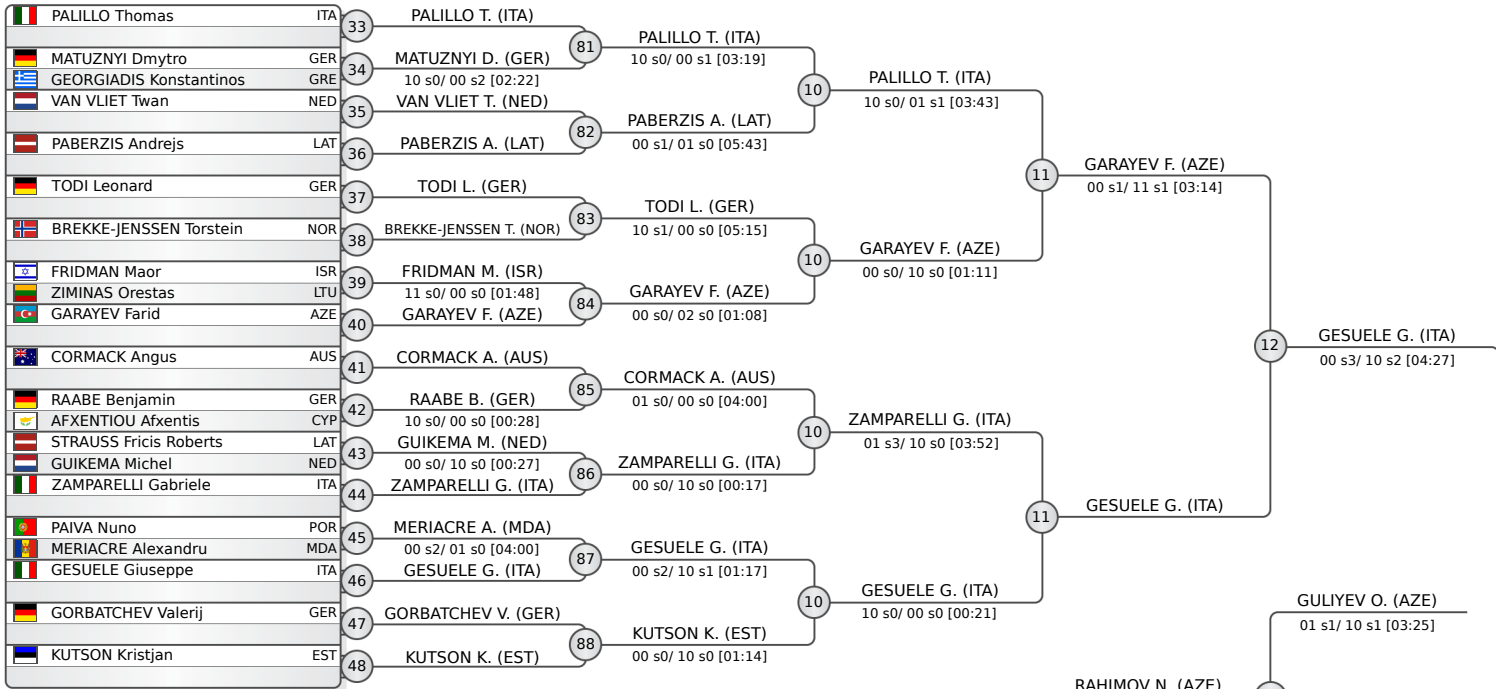 PALILLO Thomas ITA
MATUZNYI Dmytro GER
GEORGIADIS Konstantinos GRE
VAN VLIET Twan NED
PABERZIS Andrejs LAT
TODI Leonard GER
BREKKE-JENSSEN Torstein NOR
FRIDMAN Maor ISR
ZIMINAS Orestas LTU
GARAYEV Farid AZE
CORMACK Angus AUS
RAABE Benjamin GER
AFXENTIOU Afxentis CYP
STRAUSS Fricis Roberts LAT
GUIKEMA Michel NED
ZAMPARELLI Gabriele ITA
PAIVA Nuno POR
MERIACRE Alexandru MDA
GESUELE Giuseppe ITA
GORBATCHEV Valerij GER
KUTSON Kristjan EST
33
34
35
36
37
38
39
40
41
42
43
44
45
46
47
48
PALILLO T. (ITA)
MATUZNYI D. (GER)
10 s0/ 00 s2 [02:22]
VAN VLIET T. (NED)
PABERZIS A. (LAT)
TODI L. (GER)
BREKKE-JENSSEN T. (NOR)
FRIDMAN M. (ISR)
11 s0/ 00 s0 [01:48]
GARAYEV F. (AZE)
CORMACK A. (AUS)
RAABE B. (GER)
10 s0/ 00 s0 [00:28]
GUIKEMA M. (NED)
00 s0/ 10 s0 [00:27]
ZAMPARELLI G. (ITA)
MERIACRE A. (MDA)
00 s2/ 01 s0 [04:00]
GESUELE G. (ITA)
GORBATCHEV V. (GER)
KUTSON K. (EST)
81
82
83
84
85
86
87
88
PALILLO T. (ITA)
10 s0/ 00 s1 [03:19]
PABERZIS A. (LAT)
00 s1/ 01 s0 [05:43]
TODI L. (GER)
10 s1/ 00 s0 [05:15]
GARAYEV F. (AZE)
00 s0/ 02 s0 [01:08]
CORMACK A. (AUS)
01 s0/ 00 s0 [04:00]
ZAMPARELLI G. (ITA)
00 s0/ 10 s0 [00:17]
GESUELE G. (ITA)
00 s2/ 10 s1 [01:17]
KUTSON K. (EST)
00 s0/ 10 s0 [01:14]
10
10
10
10
PALILLO T. (ITA)
10 s0/ 01 s1 [03:43]
GARAYEV F. (AZE)
00 s0/ 10 s0 [01:11]
ZAMPARELLI G. (ITA)
01 s3/ 10 s0 [03:52]
GESUELE G. (ITA)
10 s0/ 00 s0 [00:21]
11
11
GARAYEV F. (AZE)
00 s1/ 11 s1 [03:14]
GESUELE G. (ITA)
12
GESUELE G. (ITA)
00 s3/ 10 s2 [04:27]
GULIYEV O. (AZE)
01 s1/ 10 s1 [03:25]
RAHIMOV N. (AZE)